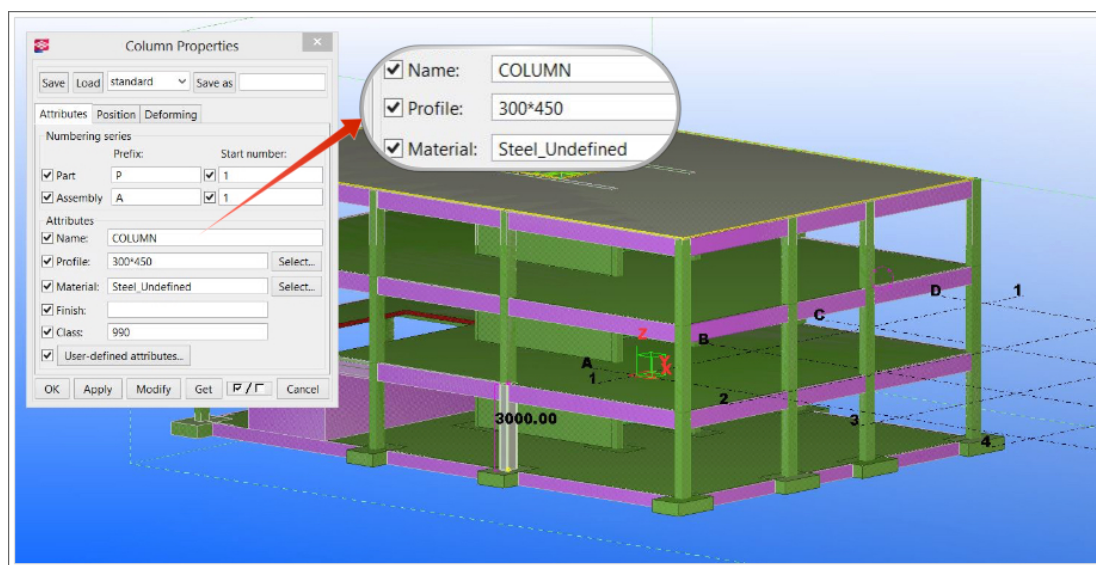 Column Properties
Save Load standard Save as
Attributes Position Deforming
Numbering series
Prefix: Start number:
Part P 1
Assembly A 1
Attributes
Name: COLUMN
Profile: 300*450 Select...
Material: Steel_Undefined Select...
Finish:
Class: 990
User-defined attributes...
OK Apply Modify Get / Cancel
Name: COLUMN
Profile: 300*450
Material: Steel_Undefined
D 1
C
Z
B
Y
A X
1
2
3000.00 3
4